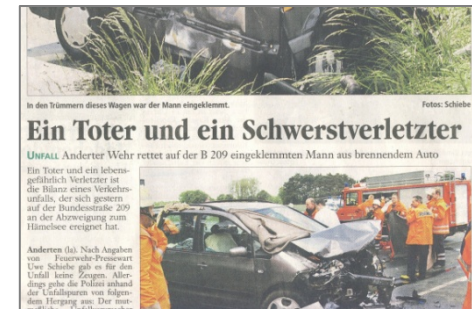 In den Trümmern dieses Wagen war der Mann eingeklemmt.
Fotos: Schiebe
Ein Toter und ein Schwerstverletzter
UNFALL Anderter Wehr rettet auf der B 209 eingeklemmten Mann aus brennendem Auto
Ein Toter und ein lebens-
gefährlich Verletzter ist
die Bilanz eines Verkehrs-
unfalls, der sich gestern
auf der Bundesstraße 209
an der Abzweigung zum
Hämelsee ereignet hat.
Anderten (la). Nach Angaben
von Feuerwehr-Pressewart
Uwe Schiebe gab es für den
Unfall keine Zeugen. Aller-
dings gehe die Polizei anhand
der Unfallspuren von folgen-
dem Hergang aus: Der mut-